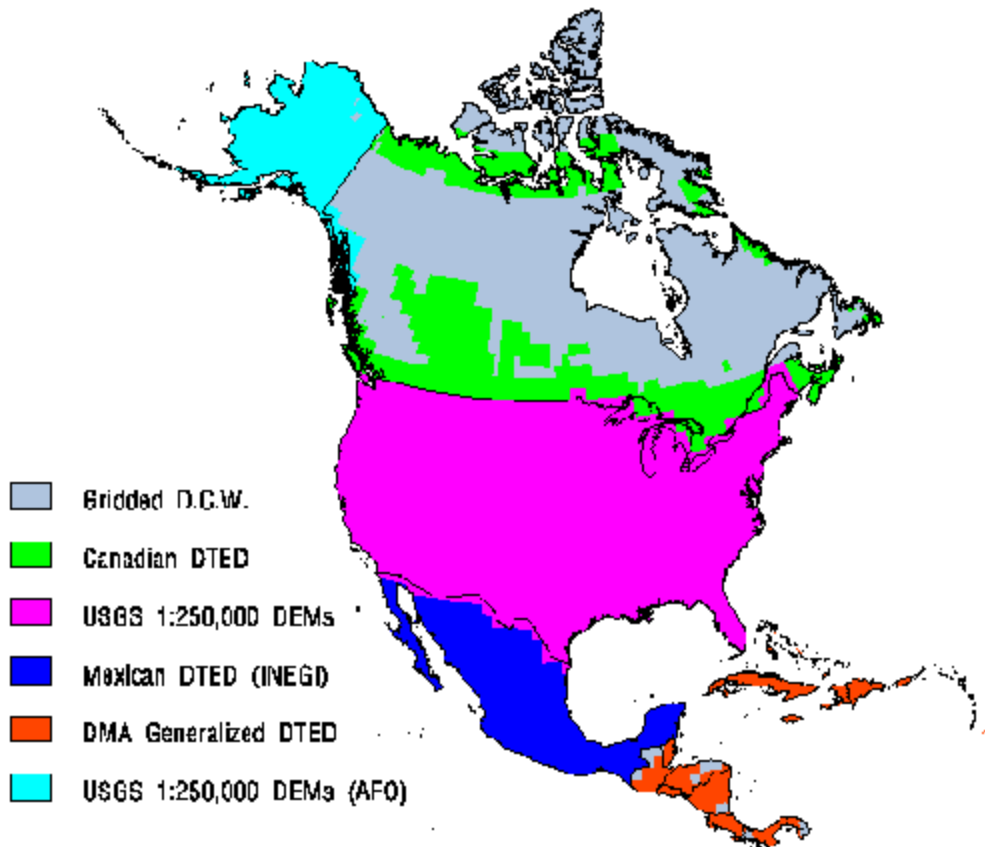 Gridded D.C.W.
Canadian DTED
USGS 1:250,000 DEMs
Mexican DTED (INEGI)
DMA Generalized DTED
USGS 1:250,000 DEMs (AFO)